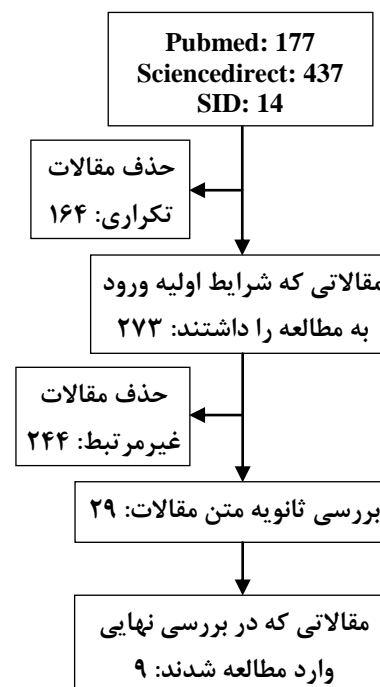 Pubmed: 177
Sciencedirect: 437
SID: 14
حذف مقالات
تکراری: ۱۶۴
مقالاتی که شرایط اولیه ورود
به مطالعه را داشتند: ۲۷۳
حذف مقالات
غیرمرتبط: ۲۴۴
بررسی ثانویه متن مقالات: ۲۹
مقالاتی که در بررسی نهایی
وارد مطالعه شدند: ۹